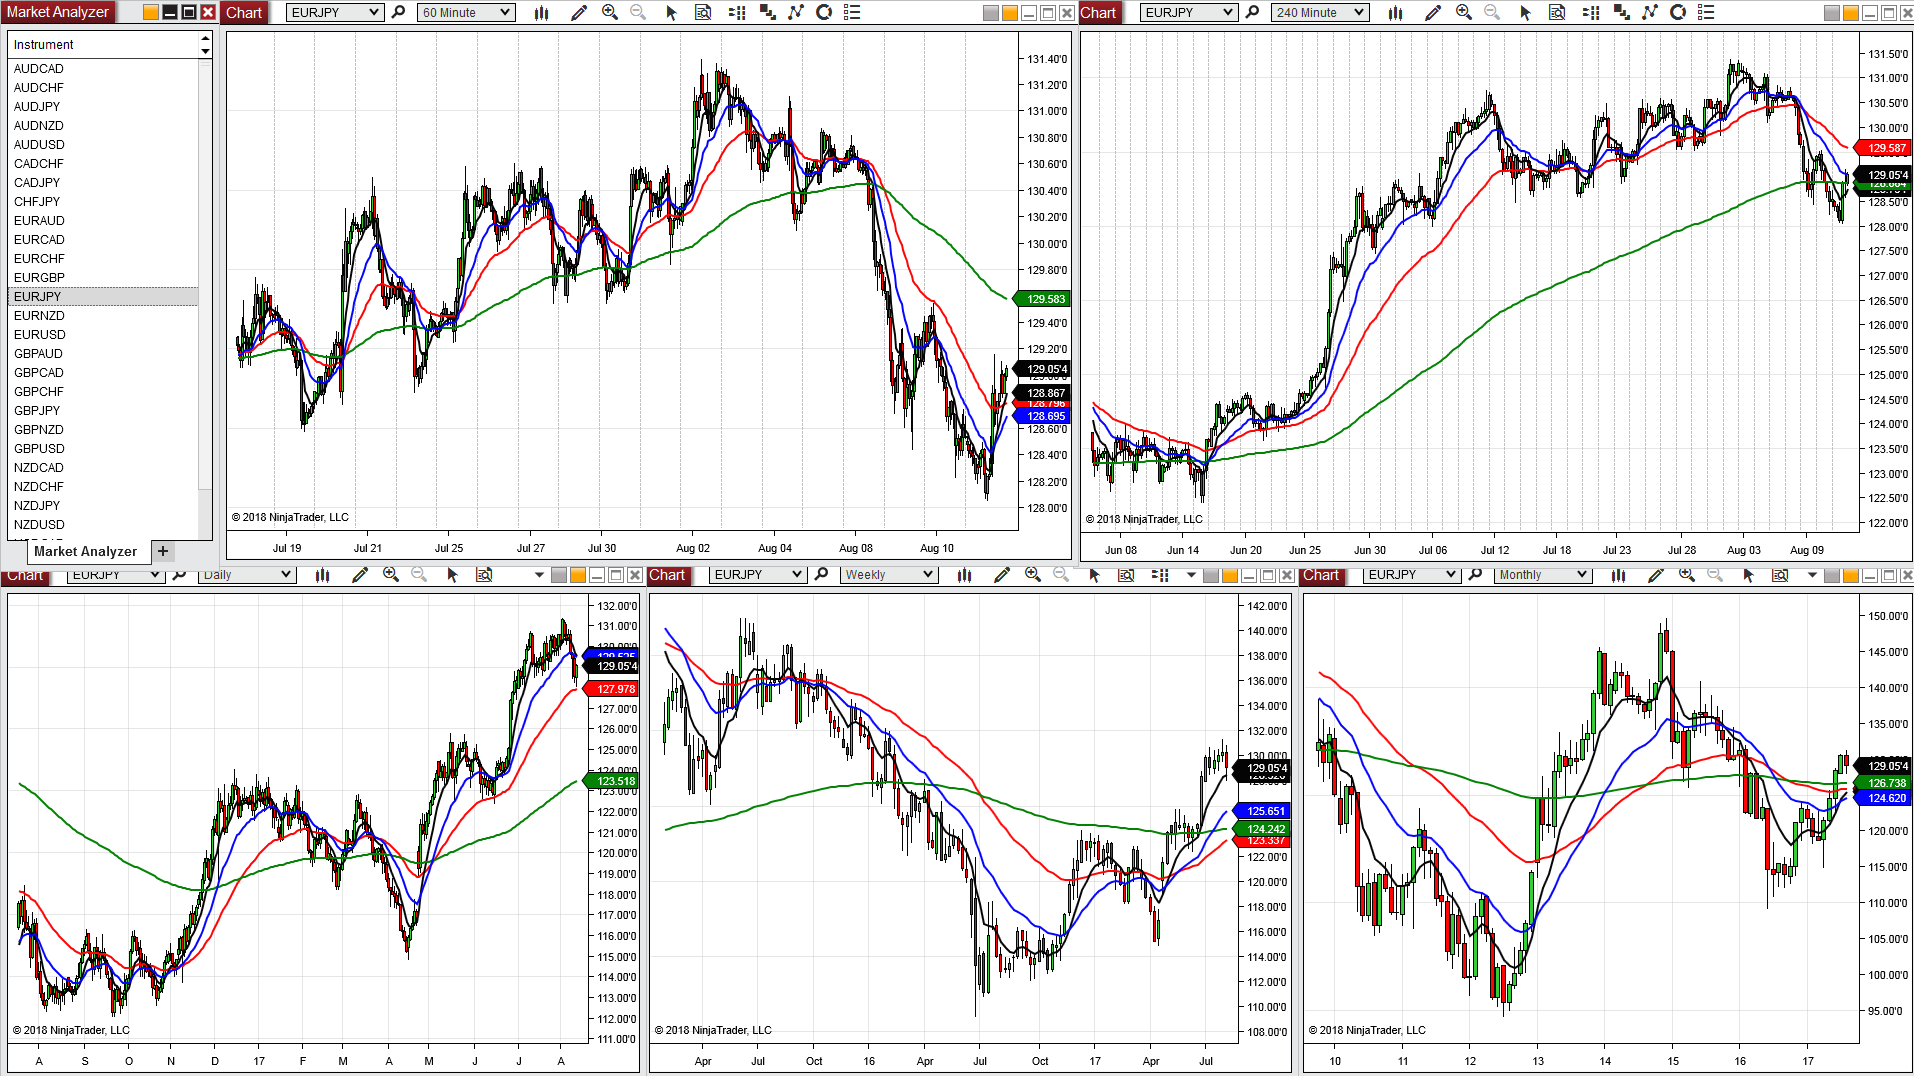 Market Analyzer
Instrument
AUDCAD
AUDCHF
AUDJPY
AUDNZD
AUDUSD
CADCHF
CADJPY
CHFJPY
EURAUD
EURCAD
EURCHF
EURGBP
EURJPY
EURNZD
EURUSD
GBPAUD
GBPCAD
GBPCHF
GBPJPY
GBPNZD
GBPUSD
NZDCAD
NZDCHF
NZDJPY
NZDUSD
Market Analyzer +
Chart EURJPY 60 Minute
131.40'0
131.20'0
131.00'0
130.80'0
130.60'0
130.40'0
130.20'0
130.00'0
129.80'0
129.583
129.40'0
129.20'0
129.05'4
128.867
128.796
128.695
128.60'0
128.40'0
128.20'0
128.00'0
© 2018 NinjaTrader, LLC
Jul 19 Jul 21 Jul 25 Jul 27 Jul 30 Aug 02 Aug 04 Aug 08 Aug 10
Chart EURJPY 240 Minute
131.50'0
131.00'0
130.50'0
130.00'0
129.587
129.05'4
128.50'0
128.00'0
127.50'0
127.00'0
126.50'0
126.00'0
125.50'0
125.00'0
124.50'0
124.00'0
123.50'0
123.00'0
122.50'0
122.00'0
© 2018 NinjaTrader, LLC
Jun 08 Jun 14 Jun 20 Jun 25 Jun 30 Jul 06 Jul 12 Jul 18 Jul 23 Jul 28 Aug 03 Aug 09
Chart EURJPY Daily
132.00'0
131.00'0
129.05'4
127.978
127.00'0
126.00'0
125.00'0
124.00'0
123.518
122.00'0
121.00'0
120.00'0
119.00'0
118.00'0
117.00'0
116.00'0
115.00'0
114.00'0
113.00'0
112.00'0
111.00'0
© 2018 NinjaTrader, LLC
A S O N D 17 F M A M J J A
Chart EURJPY Weekly
142.00'0
140.00'0
138.00'0
136.00'0
134.00'0
132.00'0
130.00'0
129.05'4
125.651
124.242
123.337
122.00'0
120.00'0
118.00'0
116.00'0
114.00'0
112.00'0
110.00'0
108.00'0
© 2018 NinjaTrader, LLC
Apr Jul Oct 16 Apr Jul Oct 17 Apr Jul
Chart EURJPY Monthly
150.00'0
145.00'0
140.00'0
135.00'0
129.05'4
126.738
124.620
120.00'0
115.00'0
110.00'0
105.00'0
100.00'0
95.00'0
© 2018 NinjaTrader, LLC
10 11 12 13 14 15 16 17